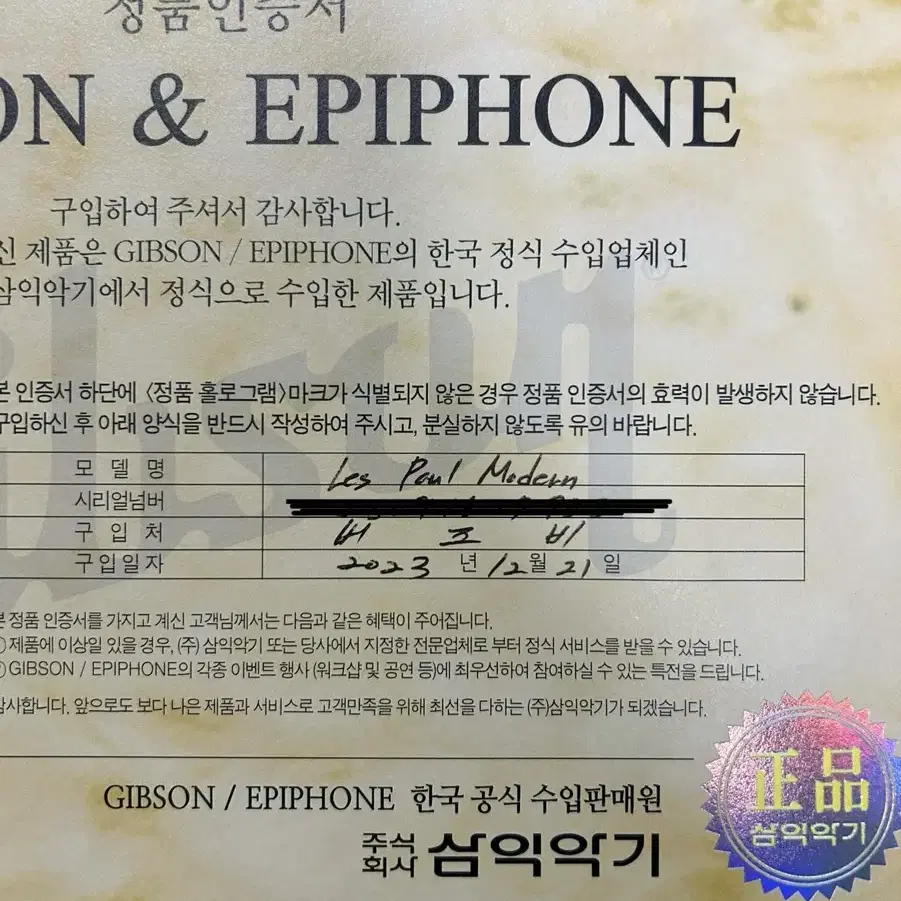 정품인증서
ON & EPIPHONE
구입하여 주셔서 감사합니다.
신 제품은 GIBSON / EPIPHONE의 한국 정식 수입업체인
삼익악기에서 정식으로 수입한 제품입니다.
본 인증서 하단에 〈정품 홀로그램〉마크가 식별되지 않은 경우 정품 인증서의 효력이 발생하지 않습니다.
구입하신 후 아래 양식을 반드시 작성하여 주시고, 분실하지 않도록 유의 바랍니다.
모 델 명 Les Paul Modern
시리얼넘버
구 입 처 버즈비
구입일자 2023 년 12월 21일
본 정품 인증서를 가지고 계신 고객님께서는 다음과 같은 혜택이 주어집니다.
제품에 이상일 있을 경우, (주) 삼익악기 또는 당사에서 지정한 전문업체로 부터 정식 서비스를 받을 수 있습니다.
GIBSON / EPIPHONE의 각종 이벤트 행사 (워크샵 및 공연 등)에 최우선하여 참여하실 수 있는 특전을 드립니다.
감사합니다. 앞으로도 보다 나은 제품과 서비스로 고객만족을 위해 최선을 다하는 (주)삼익악기가 되겠습니다.
正品
삼익악기
GIBSON / EPIPHONE 한국 공식 수입판매원
주식회사 삼익악기